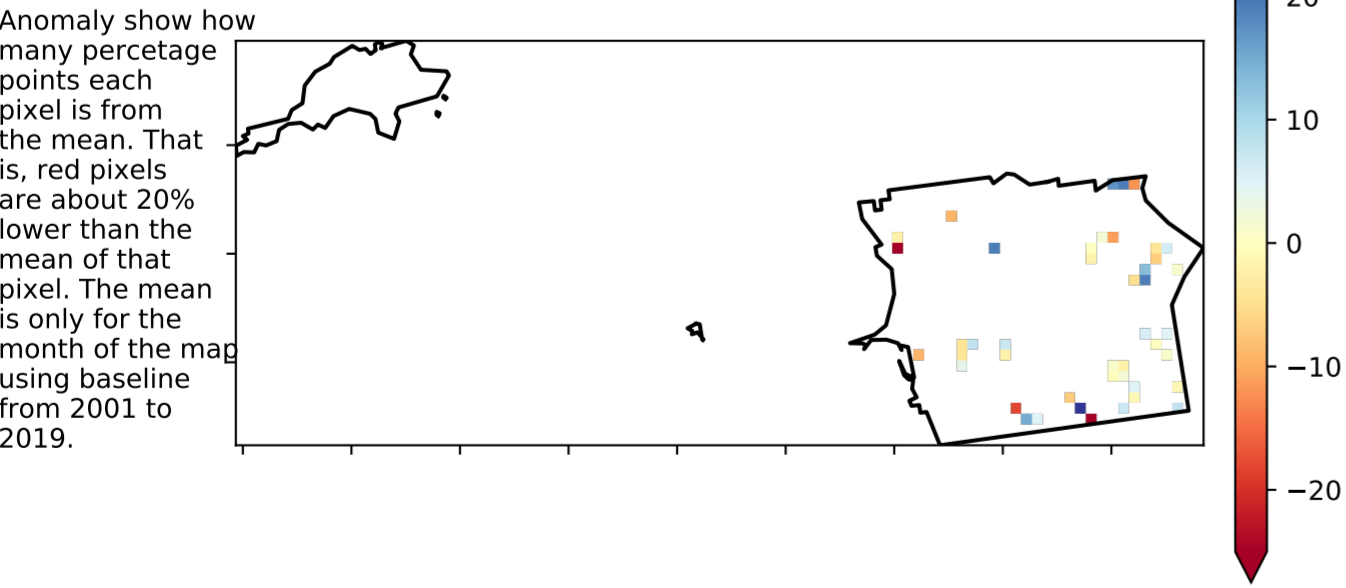 Anomaly show how
many percetage
points each
pixel is from
the mean. That
is, red pixels
are about 20%
lower than the
mean of that
pixel. The mean
is only for the
month of the map
using baseline
from 2001 to
2019.
20
10
0
−10
−20